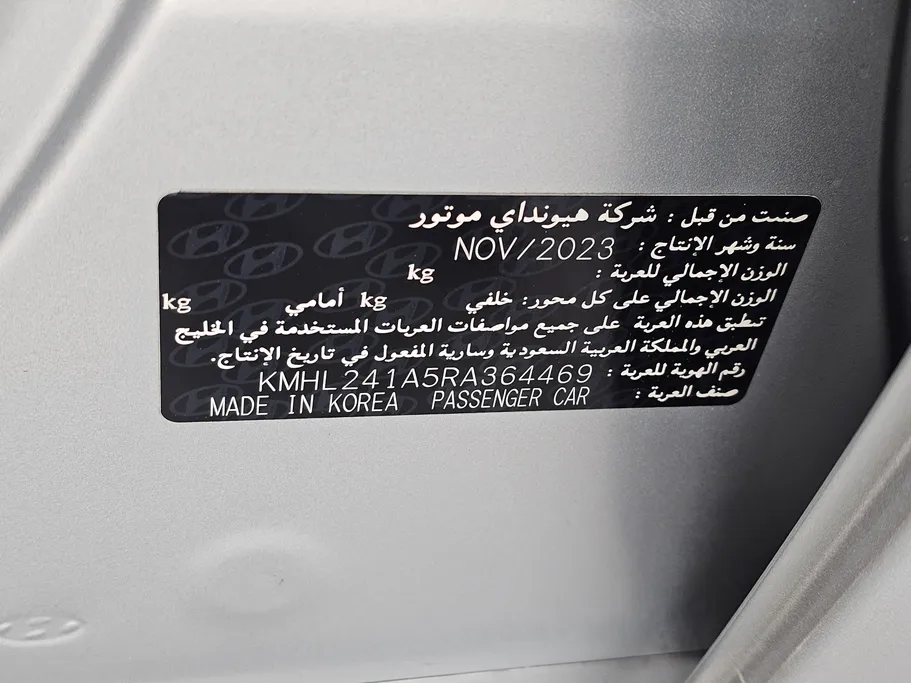 صنعت من قبل : شركة هيونداي موتور
سنة وشهر الإنتاج : NOV/2023
الوزن الإجمالي للعربة : kg
الوزن الإجمالي على كل محور: خلفي kg أمامي kg
تنطبق هذه العربة على جميع مواصفات العربات المستخدمة في الخليج
العربي والمملكة العربية السعودية وسارية المفعول في تاريخ الإنتاج.
رقم الهوية للعربة : KMHL241A5RA364469
صنف العربة : PASSENGER CAR MADE IN KOREA